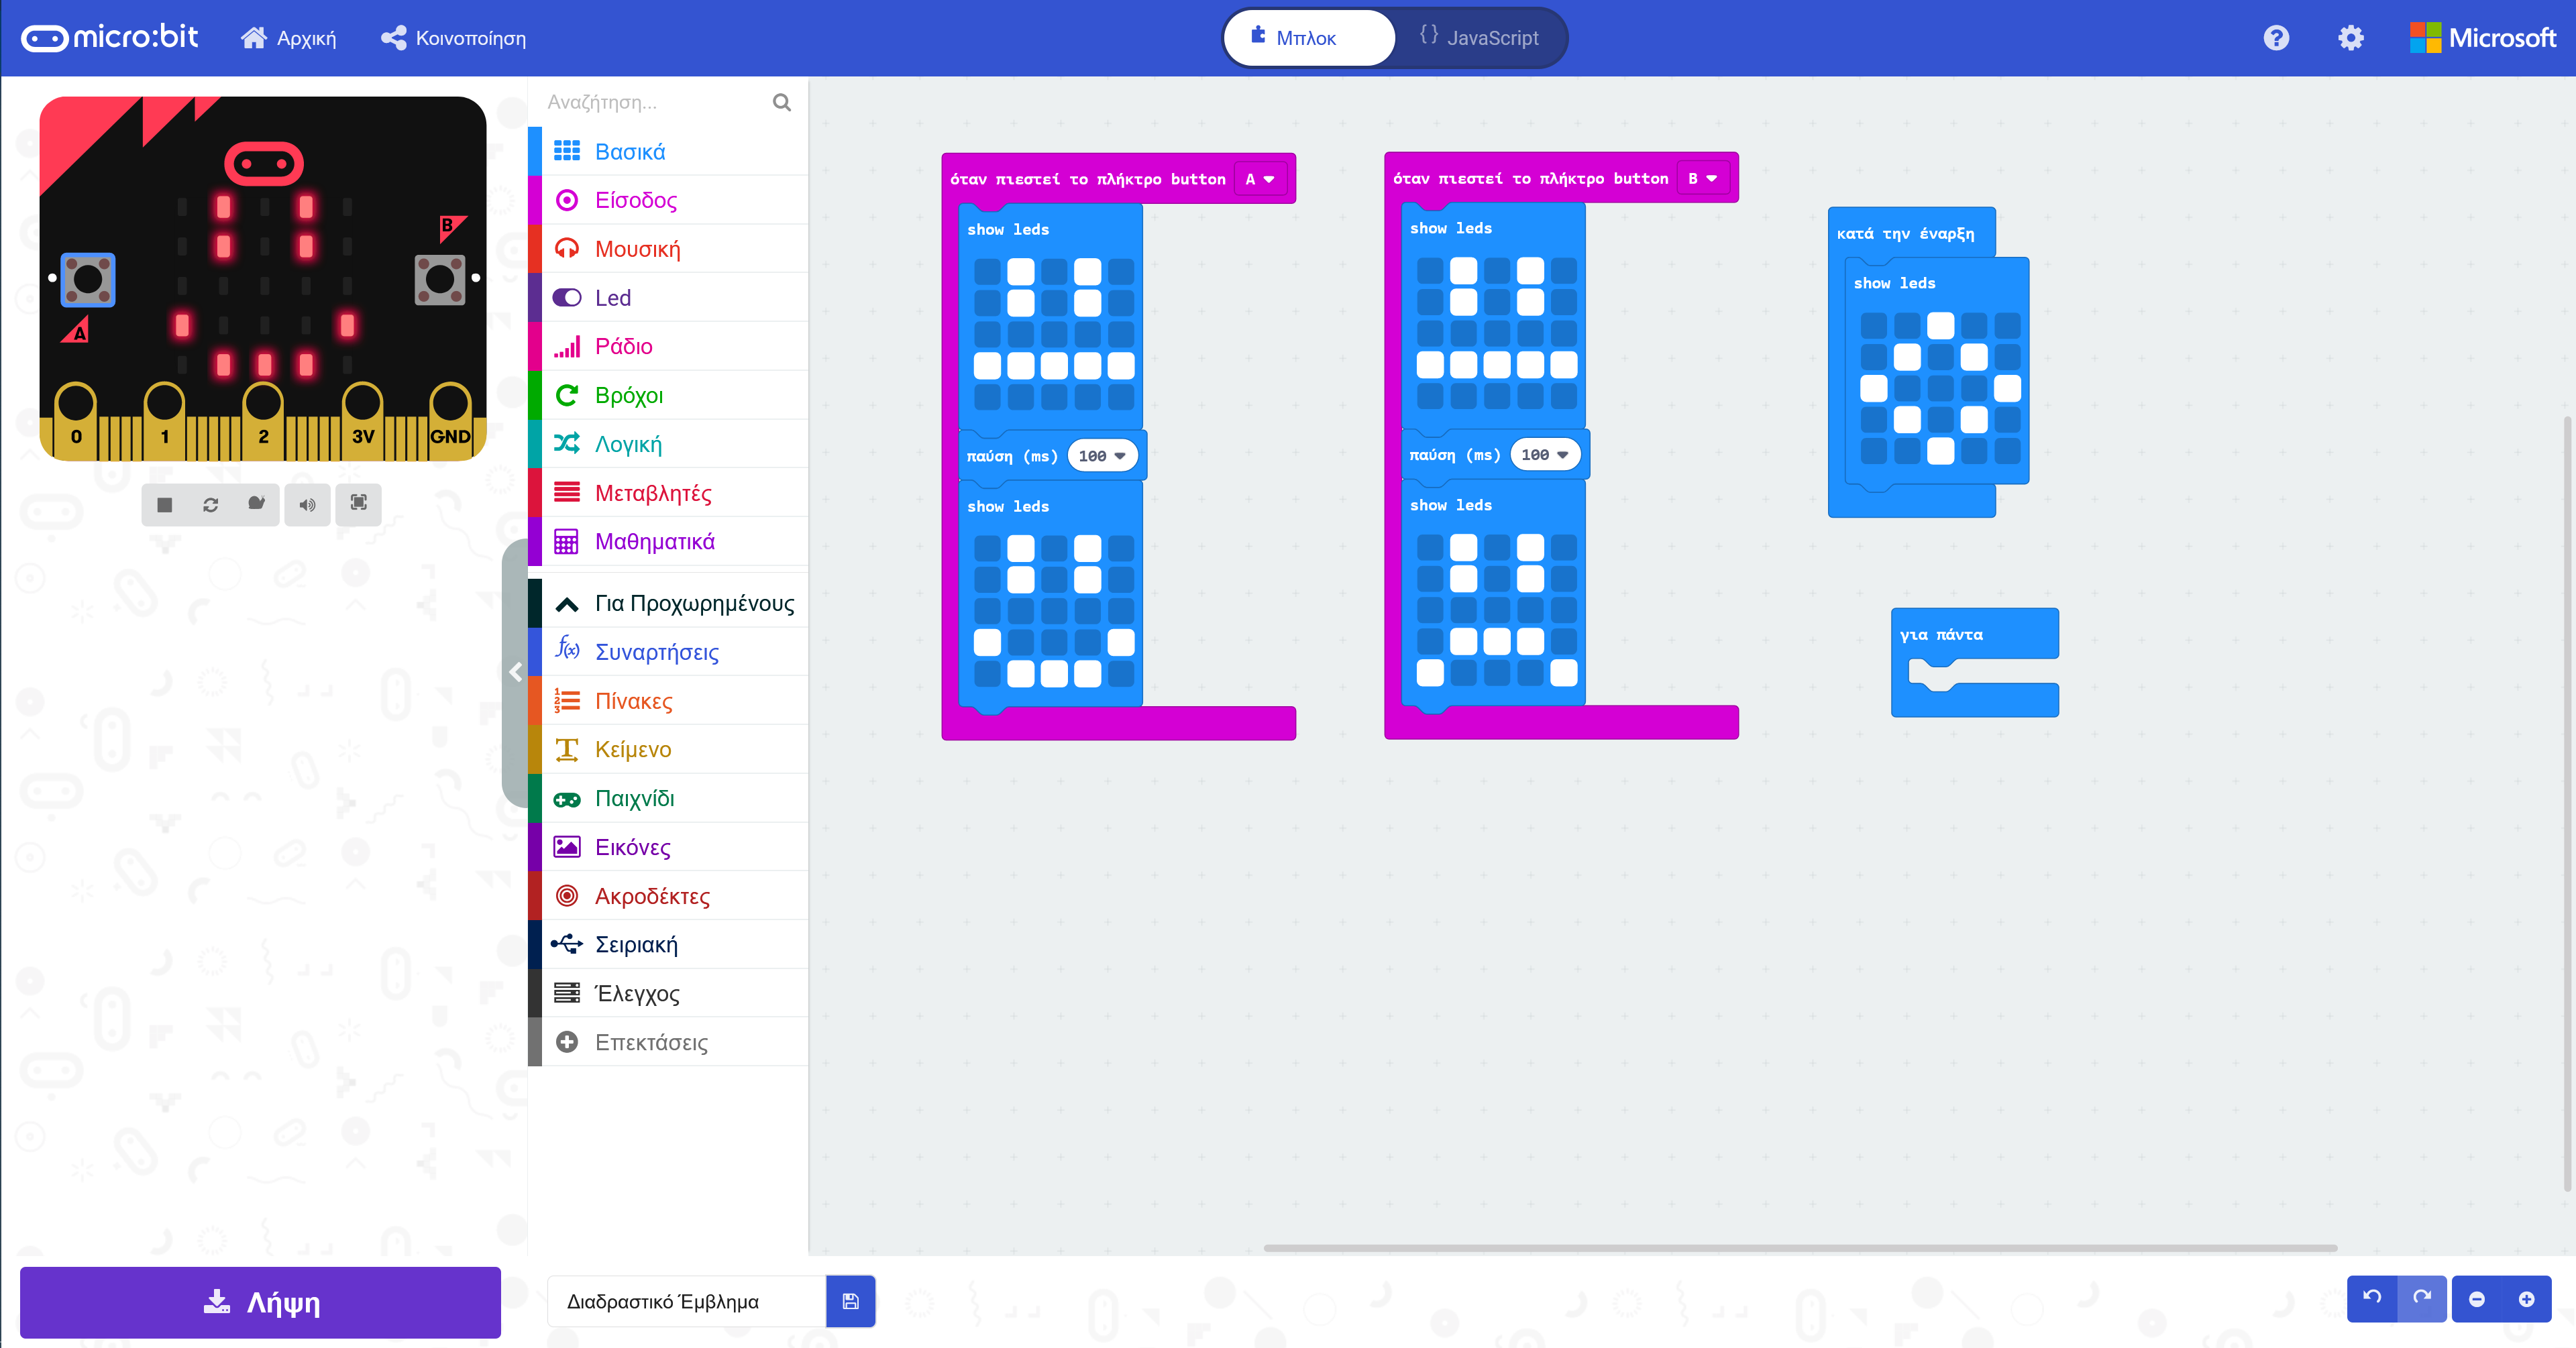 micro:bit
Αρχική
Κοινοποίηση
Μπλοκ
{} JavaScript
?
Microsoft
B
A
0 1 2 3V GND
Αναζήτηση...
Βασικά
Είσοδος
Μουσική
Led
Ράδιο
Βρόχοι
Λογική
Μεταβλητές
Μαθηματικά
Για Προχωρημένους
f(x) Συναρτήσεις
Πίνακες
Κείμενο
Παιχνίδι
Εικόνες
Ακροδέκτες
Σειριακή
Έλεγχος
Επεκτάσεις
όταν πιεστεί το πλήκτρο button A
show leds
παύση (ms) 100
show leds
όταν πιεστεί το πλήκτρο button B
show leds
παύση (ms) 100
show leds
κατά την έναρξη
show leds
για πάντα
Λήψη
Διαδραστικό Έμβλημα